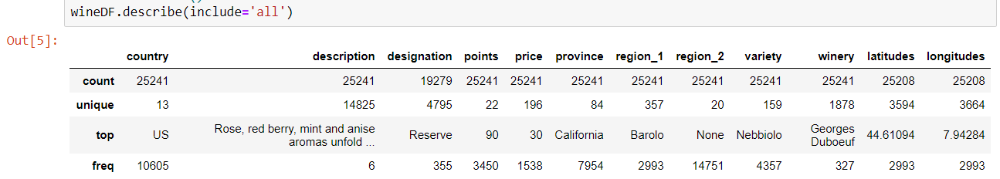 wineDF.describe(include='all')
Out[5]:
country description designation points price province region_1 region_2 variety winery latitudes longitudes
count 25241 25241 19279 25241 25241 25241 25241 25241 25241 25241 25208 25208
unique 13 14825 4795 22 196 84 357 20 159 1878 3594 3664
top US Rose, red berry, mint and anise aromas unfold ... Reserve 90 30 California Barolo None Nebbiolo Georges Duboeuf 44.61094 7.94284
freq 10605 6 355 3450 1538 7954 2993 14751 4357 327 2993 2993